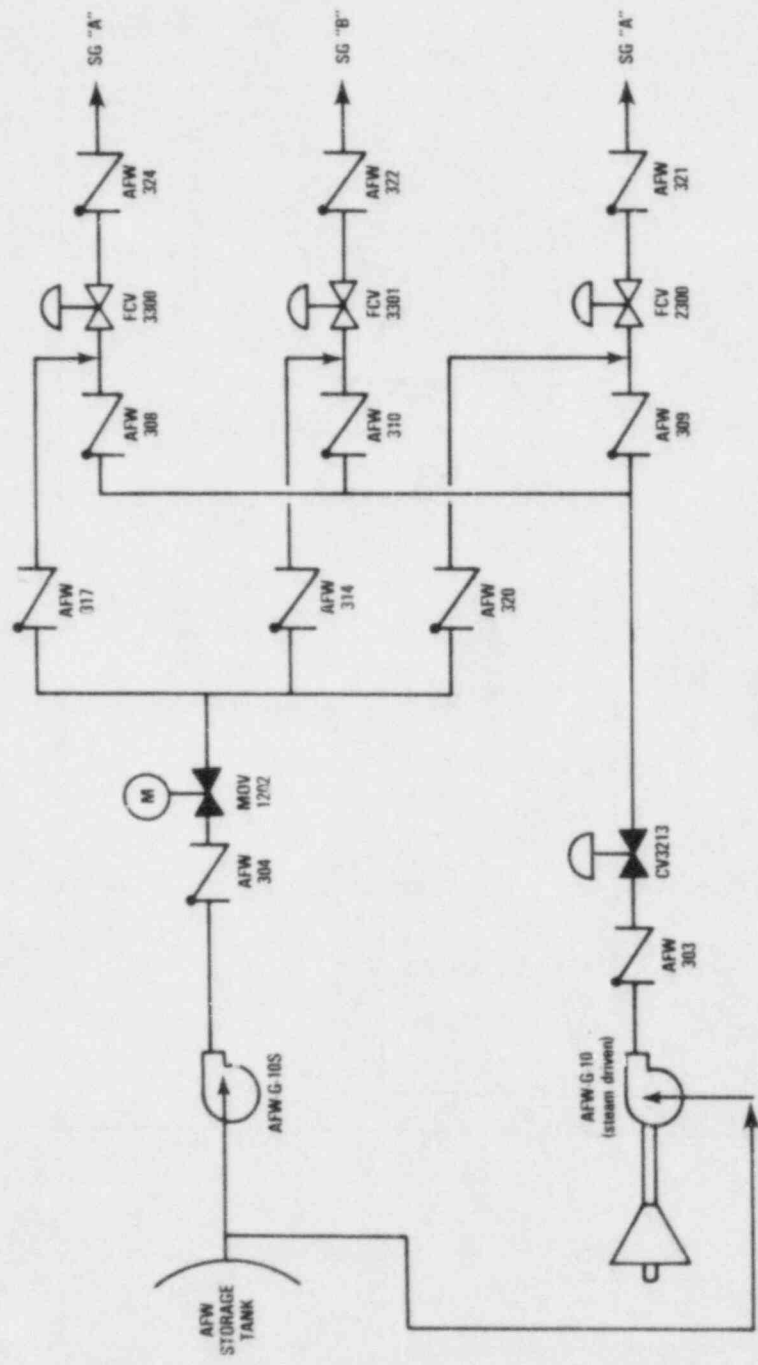 SG "A"
AFW
324
FCV
3300
AFW
308
AFW
317
SG "B"
AFW
322
FCV
3301
AFW
310
AFW
314
SG "A"
AFW
321
FCV
2300
AFW
309
AFW
320
M
MOV
1202
AFW
304
AFW G-10S
AFW
STORAGE
TANK
CV3213
AFW
303
AFW G-10
(steam driven)